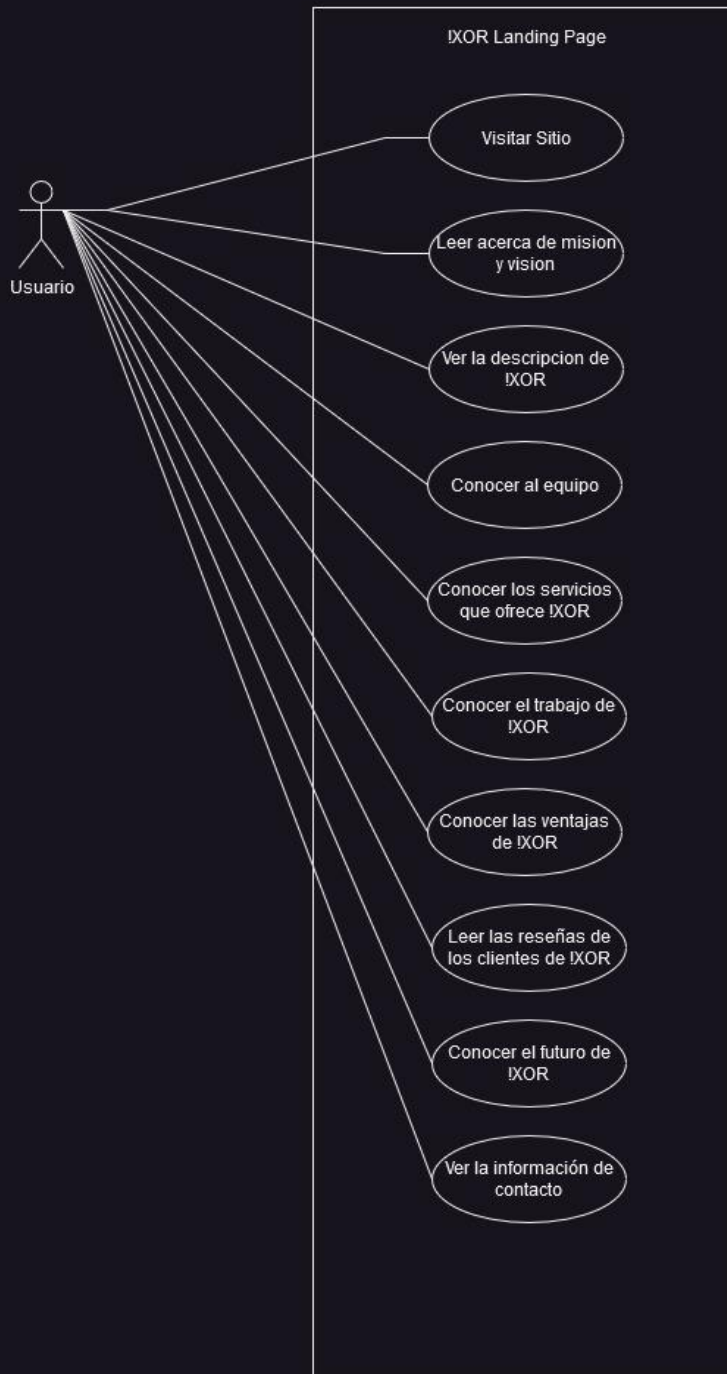 !XOR Landing Page
Visitar Sitio
Usuario
Leer acerca de mision
y vision
Ver la descripcion de
!XOR
Conocer al equipo
Conocer los servicios
que ofrece !XOR
Conocer el trabajo de
!XOR
Conocer las ventajas
de !XOR
Leer las reseñas de
los clientes de !XOR
Conocer el futuro de
!XOR
Ver la información de
contacto